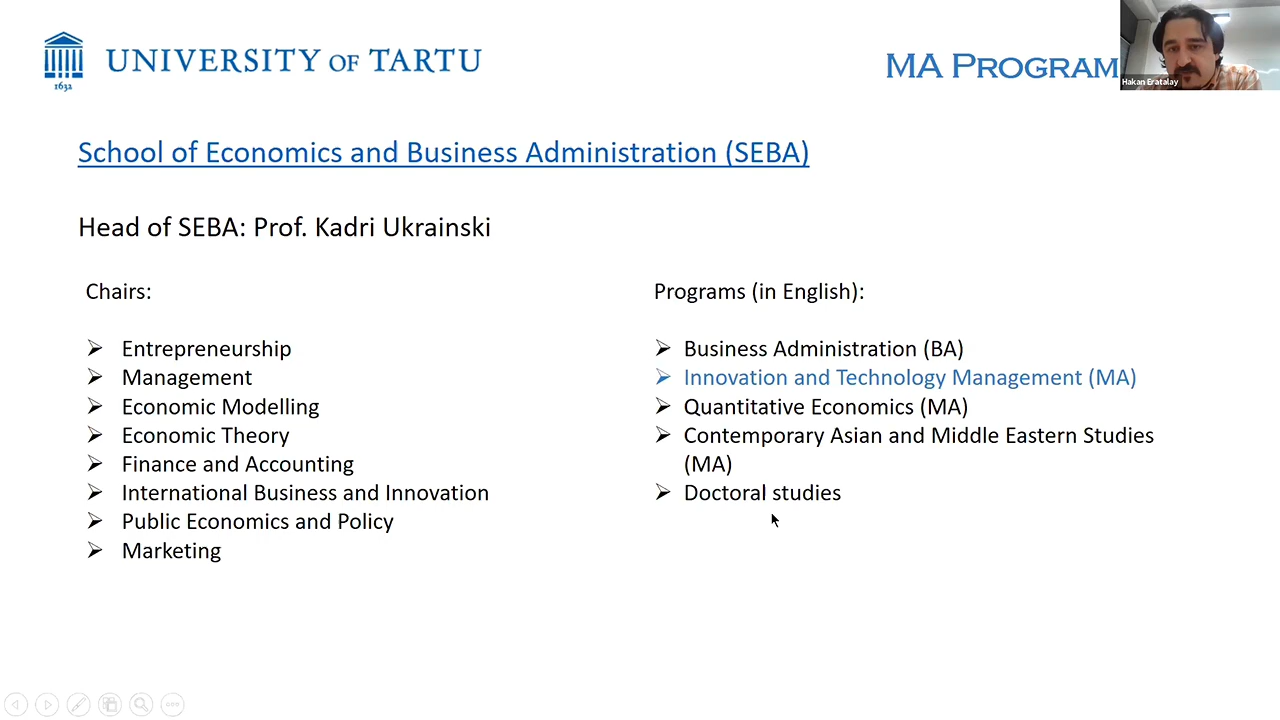 UNIVERSITY OF TARTU
1632
MA PROGRAM
Hakan Eratalay
School of Economics and Business Administration (SEBA)
Head of SEBA: Prof. Kadri Ukrainski
Chairs:
Entrepreneurship
Management
Economic Modelling
Economic Theory
Finance and Accounting
International Business and Innovation
Public Economics and Policy
Marketing
Programs (in English):
Business Administration (BA)
Innovation and Technology Management (MA)
Quantitative Economics (MA)
Contemporary Asian and Middle Eastern Studies
(MA)
Doctoral studies